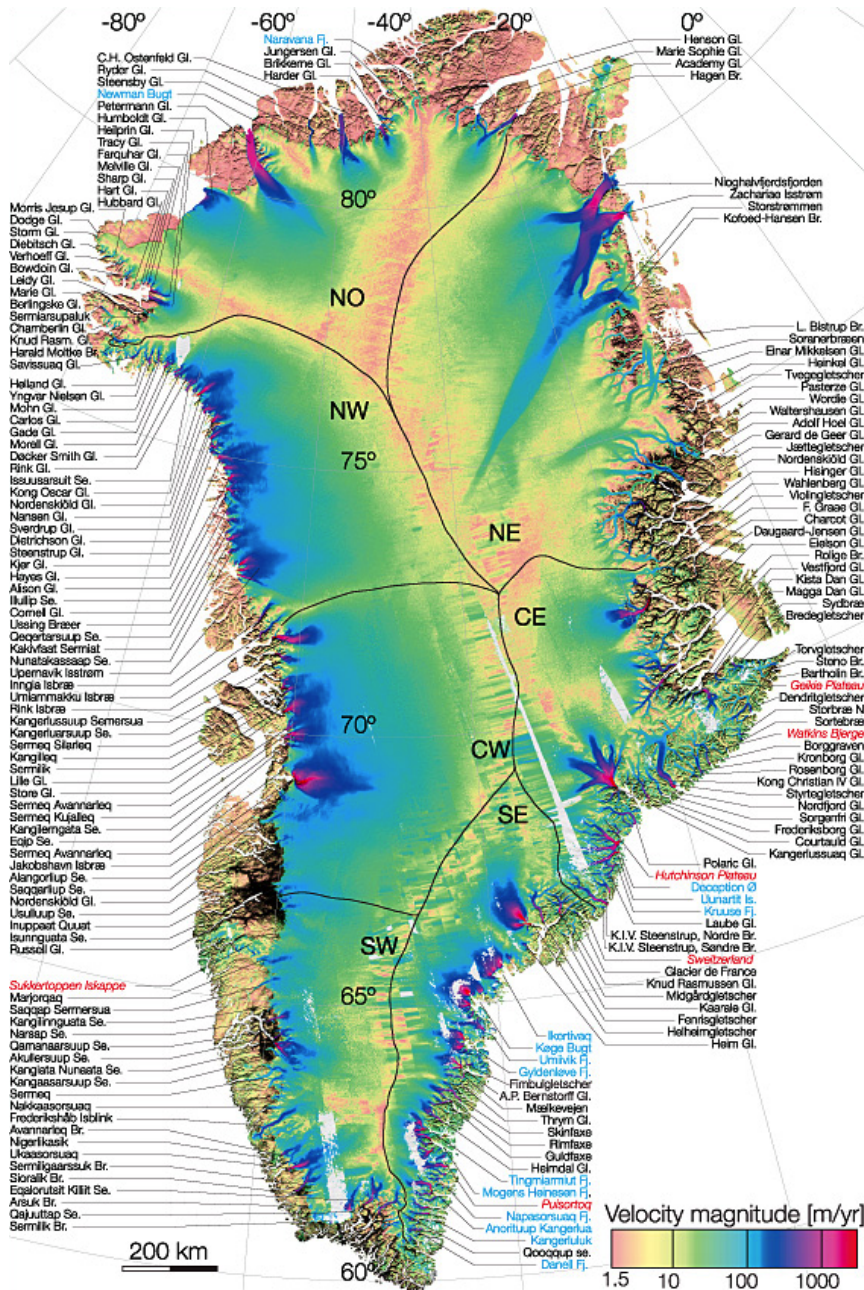 -80º
-60º
-40º
-20º
0º
C.H. Ostenfeld Gl.
Ryder Gl.
Steensby Gl.
Newman Bugt
Petermann Gl.
Humboldt Gl.
Heilprin Gl.
Tracy Gl.
Farquhar Gl.
Melville Gl.
Sharp Gl.
Hart Gl.
Hubbard Gl.
Naravana Fj.
Jungersen Gl.
Brikkerne Gl.
Harder Gl.
Henson Gl.
Marie Sophie Gl.
Academy Gl.
Hagen Br.
Nioghalvfjerdsfjorden
Zachariae Isstrøm
Storstrømmen
Kofoed-Hansen Br.
Morris Jesup Gl.
Dodge Gl.
Storm Gl.
Diebitsch Gl.
Verhoeff Gl.
Bowdoin Gl.
Leidy Gl.
Marie Gl.
Berlingske Gl.
Sermiarsupaluk
Chamberlin Gl.
Knud Rasm. Gl.
Harald Moltke Br.
Savissuaq Gl.
Helland Gl.
Yngvar Nielsen Gl.
Mohn Gl.
Carlos Gl.
Gade Gl.
Morell Gl.
Døcker Smith Gl.
Rink Gl.
Issuusarsuit Se.
Kong Oscar Gl.
Nordenskiöld Gl.
Nansen Gl.
Sverdrup Gl.
Dietrichson Gl.
Steenstrup Gl.
Kjer Gl.
Hayes Gl.
Alison Gl.
Illullip Se.
Cornell Gl.
Ussing Bræer
Qeqertarsuup Se.
Kakivfaat Sermiat
Nunatakassaap Se.
Upernavik Isstrøm
Inngia Isbræ
Umiammakku Isbræ
Rink Isbræ
Kangerlussuup Semersua
Kangerluarsuup Se.
Sermeq Silarleq
Kangilleq
Sermilik
Lille Gl.
Store Gl.
Sermeq Avannarleq
Sermeq Kujalleq
Kangilerngata Se.
Eqip Se.
Sermeq Avannarleq
Jakobshavn Isbræ
Alangorliup Se.
Saqqarliup Se.
Nordenskiöld Gl.
Usulluup Se.
Inuppaat Quuat
Isunnguata Se.
Russell Gl.
Sukkertoppen Iskappe
Marjorqaq
Saqqap Sermersua
Kangilinnguata Se.
Narsap Se.
Qamanaarsuup Se.
Akullersuup Se.
Kangiata Nunaata Se.
Kangaasarsuup Se.
Sermeq
Nakkaasorsuaq
Frederikshåb Isblink
Avannarleq Br.
Nigerlikasik
Ukaasorsuaq
Sermiligaarssuk Br.
Sioralik Br.
Eqalorutsit Killiit Se.
Arsuk Br.
Qajuuttap Se.
Sermilik Br.
80º
75º
70º
65º
60º
NO
NW
NE
CE
CW
SE
SW
L. Bistrup Br.
Soranerbræen
Einar Mikkelsen Gl.
Heinkel Gl.
Tvegegletscher
Pasterze Gl.
Wordie Gl.
Waltershausen Gl.
Adolf Hoel Gl.
Gerard de Geer Gl.
Jættegletscher
Nordenskiöld Gl.
Hisinger Gl.
Wahlenberg Gl.
Violingletscher
F. Graae Gl.
Charcot Gl.
Daugaard-Jensen Gl.
Eielson Gl.
Rolige Br.
Vestfjord Gl.
Kista Dan Gl.
Magga Dan Gl.
Sydbræ
Bredegletscher
Torvgletscher
Steno Br.
Bartholin Br.
Geikie Plateau
Dendritgletscher
Storbræ N
Sortebræ
Watkins Bjerge
Borggraven
Kronborg Gl.
Rosenborg Gl.
Kong Christian IV Gl.
Styrtegletscher
Nordfjord Gl.
Sorgenfri Gl.
Frederiksborg Gl.
Courtauld Gl.
Kangerlussuaq Gl.
Polaric Gl.
Hutchinson Plateau
Deception Ø
Uunartit Is.
Kruuse Fj.
Laube Gl.
K.I.V. Steenstrup, Nordre Br.
K.I.V. Steenstrup, Søndre Br.
Sweitzerland
Glacier de France
Knud Rasmussen Gl.
Midgårdgletscher
Kaarale Gl.
Fenrisgletscher
Helheimgletscher
Heim Gl.
Ikertivaq
Køge Bugt
Umiivik Fj.
Gyldenløve Fj.
Fimbulgletscher
A.P. Bernstorff Gl.
Mælkevejen
Thrym Gl.
Skinfaxe
Rimfaxe
Guldfaxe
Heimdal Gl.
Tingmiarmiut Fj.
Mogens Heinesen Fj.
Puisortoq
Napasorsuaq Fj.
Anorituup Kangerlua
Kangerluluk
Qooqqup se.
Danell Fj.
Velocity magnitude [m/yr]
1.5 10 100 1000
200 km